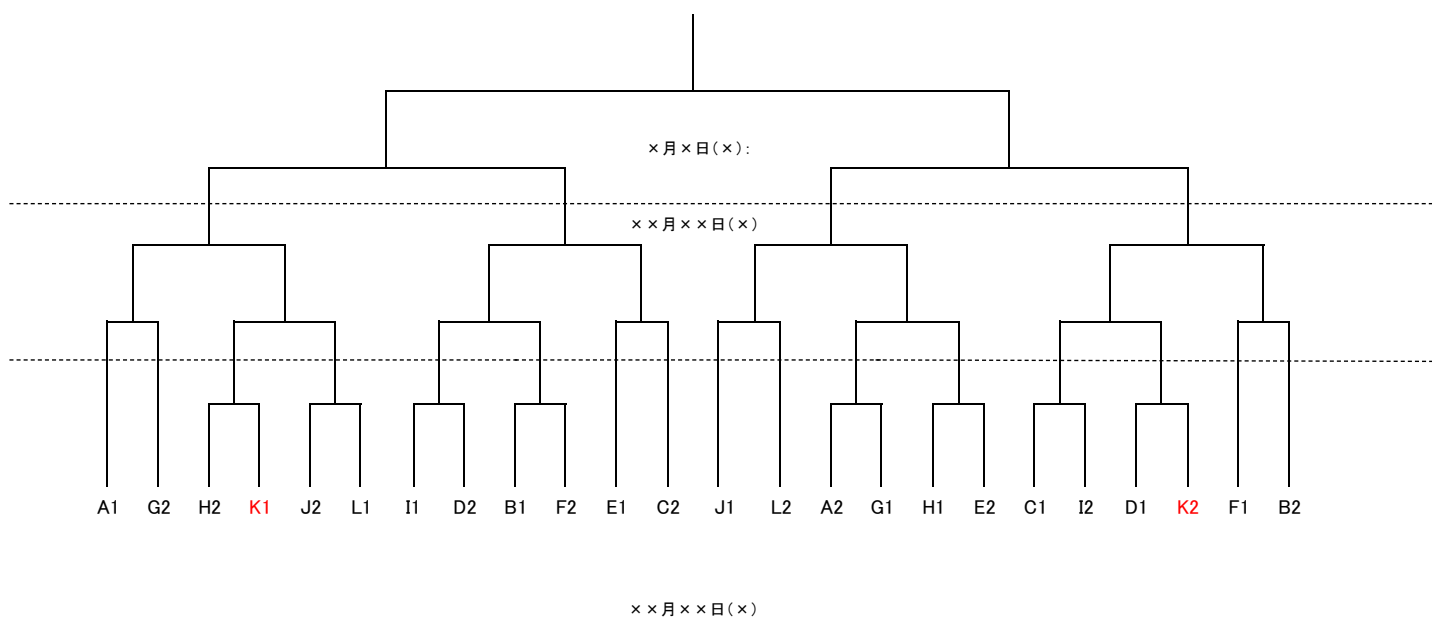 ×月×日(×):
××月××日(×)
A1 G2 H2 K1 J2 L1 I1 D2 B1 F2 E1 C2 J1 L2 A2 G1 H1 E2 C1 I2 D1 K2 F1 B2
××月××日(×)